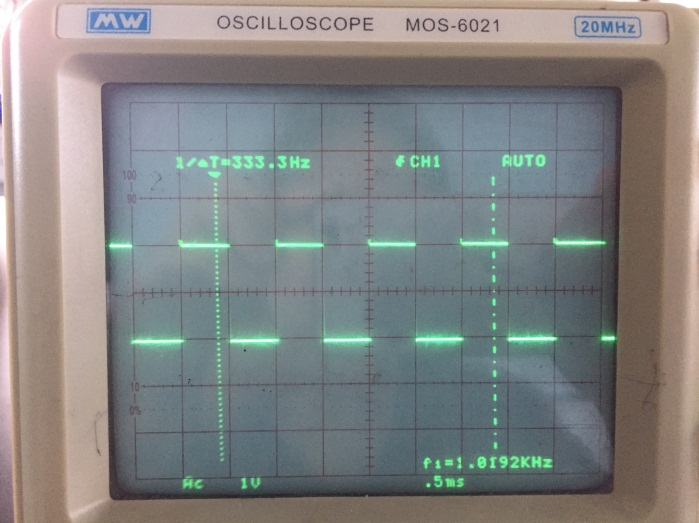 MW OSCILLOSCOPE MOS-6021 20MHz
1/△T=333.3Hz CH1 AUTO
100
90
10
0%
f1=1.0192KHz
AC 1V .5ms